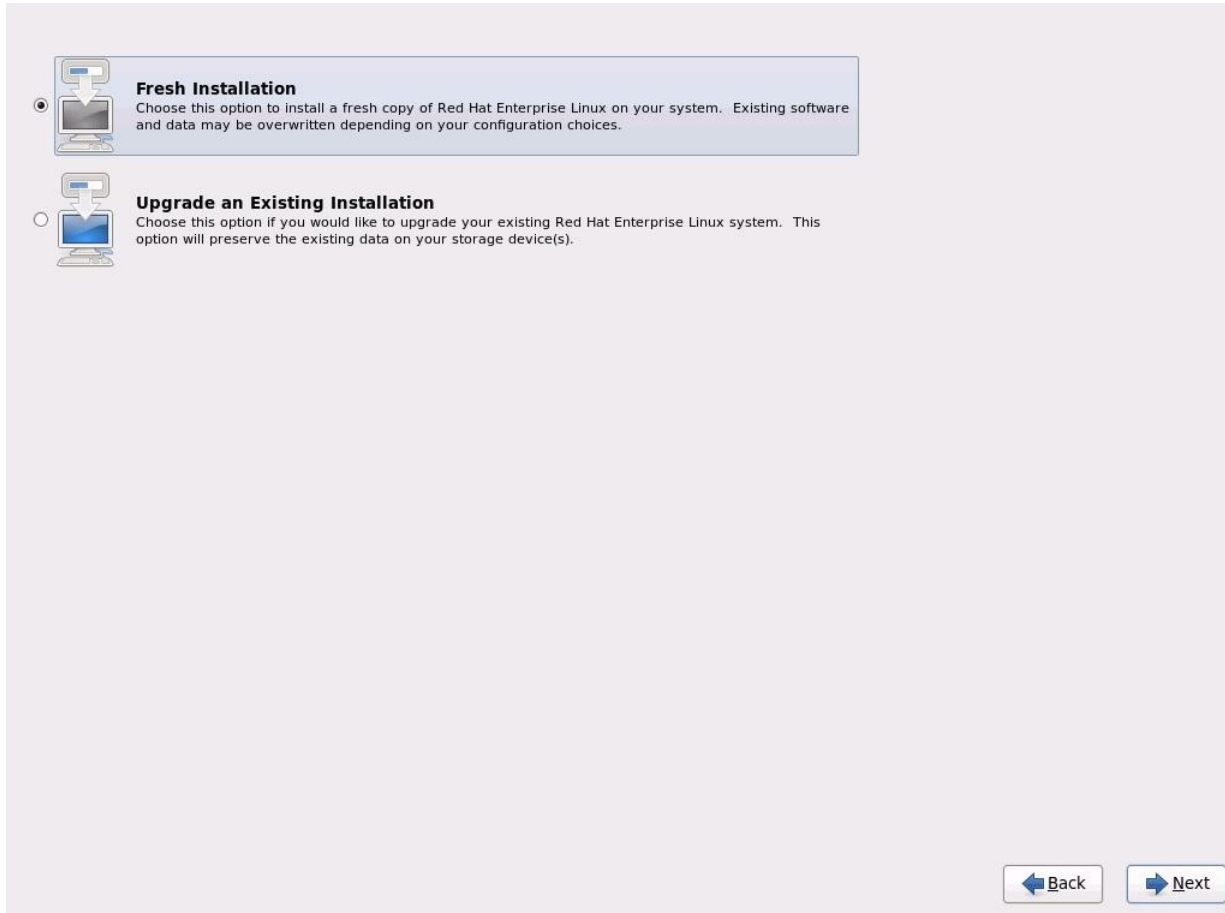 Fresh Installation
Choose this option to install a fresh copy of Red Hat Enterprise Linux on your system.  Existing software
and data may be overwritten depending on your configuration choices.
Upgrade an Existing Installation
Choose this option if you would like to upgrade your existing Red Hat Enterprise Linux system.  This
option will preserve the existing data on your storage device(s).
Back
Next